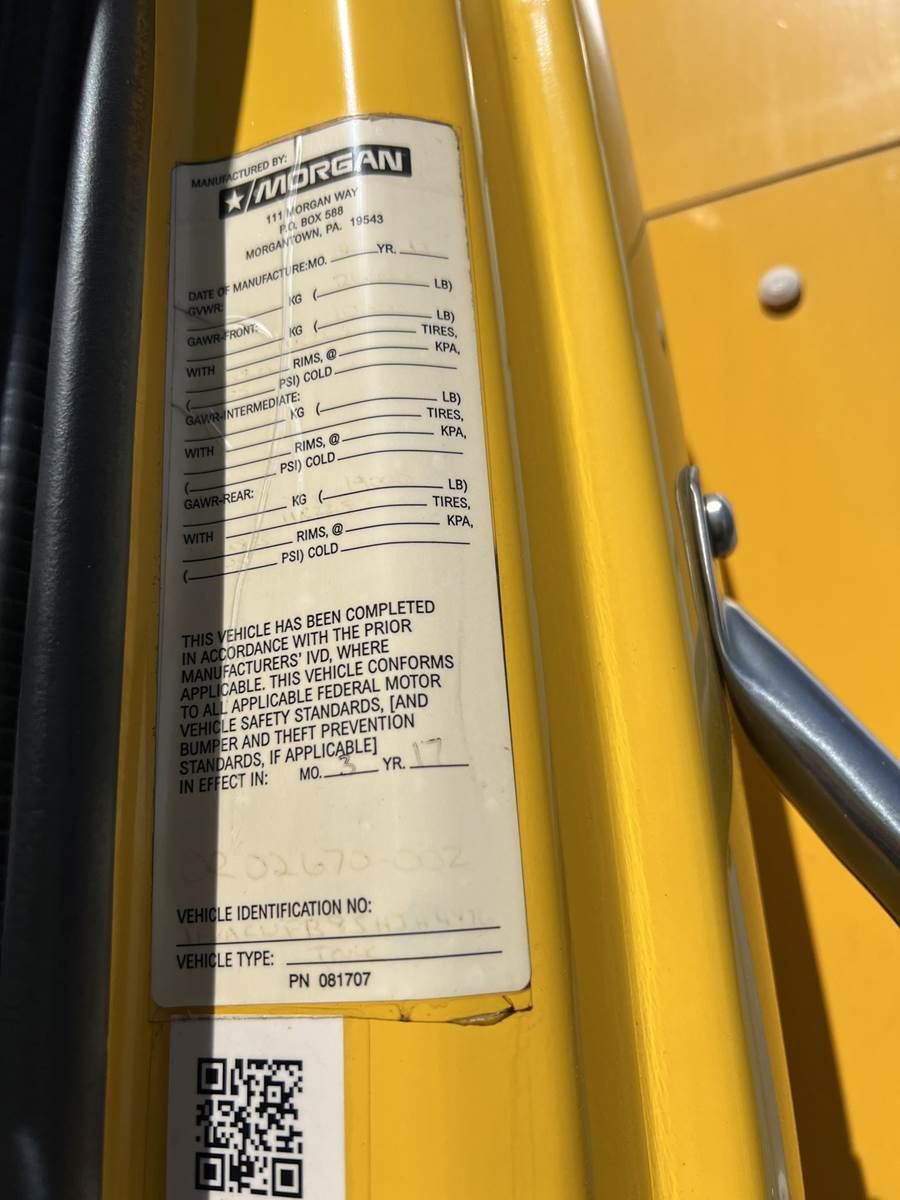 MANUFACTURED BY:
MORGAN
111 MORGAN WAY
P.O. BOX 588
MORGANTOWN, PA. 19543
DATE OF MANUFACTURE: MO. YR.
GVWR: KG ( LB)
GAWR-FRONT: KG ( LB)
WITH TIRES,
RIMS, @ KPA,
( PSI) COLD
GAWR-INTERMEDIATE: KG ( LB)
WITH TIRES,
RIMS, @ KPA,
( PSI) COLD
GAWR-REAR: KG ( LB)
WITH TIRES,
RIMS, @ KPA,
( PSI) COLD
THIS VEHICLE HAS BEEN COMPLETED
IN ACCORDANCE WITH THE PRIOR
MANUFACTURERS' IVD, WHERE
APPLICABLE. THIS VEHICLE CONFORMS
TO ALL APPLICABLE FEDERAL MOTOR
VEHICLE SAFETY STANDARDS, [AND
BUMPER AND THEFT PREVENTION
STANDARDS, IF APPLICABLE]
IN EFFECT IN: MO. 3 YR. 17
0202670-002
VEHICLE IDENTIFICATION NO:
VEHICLE TYPE:
PN 081707